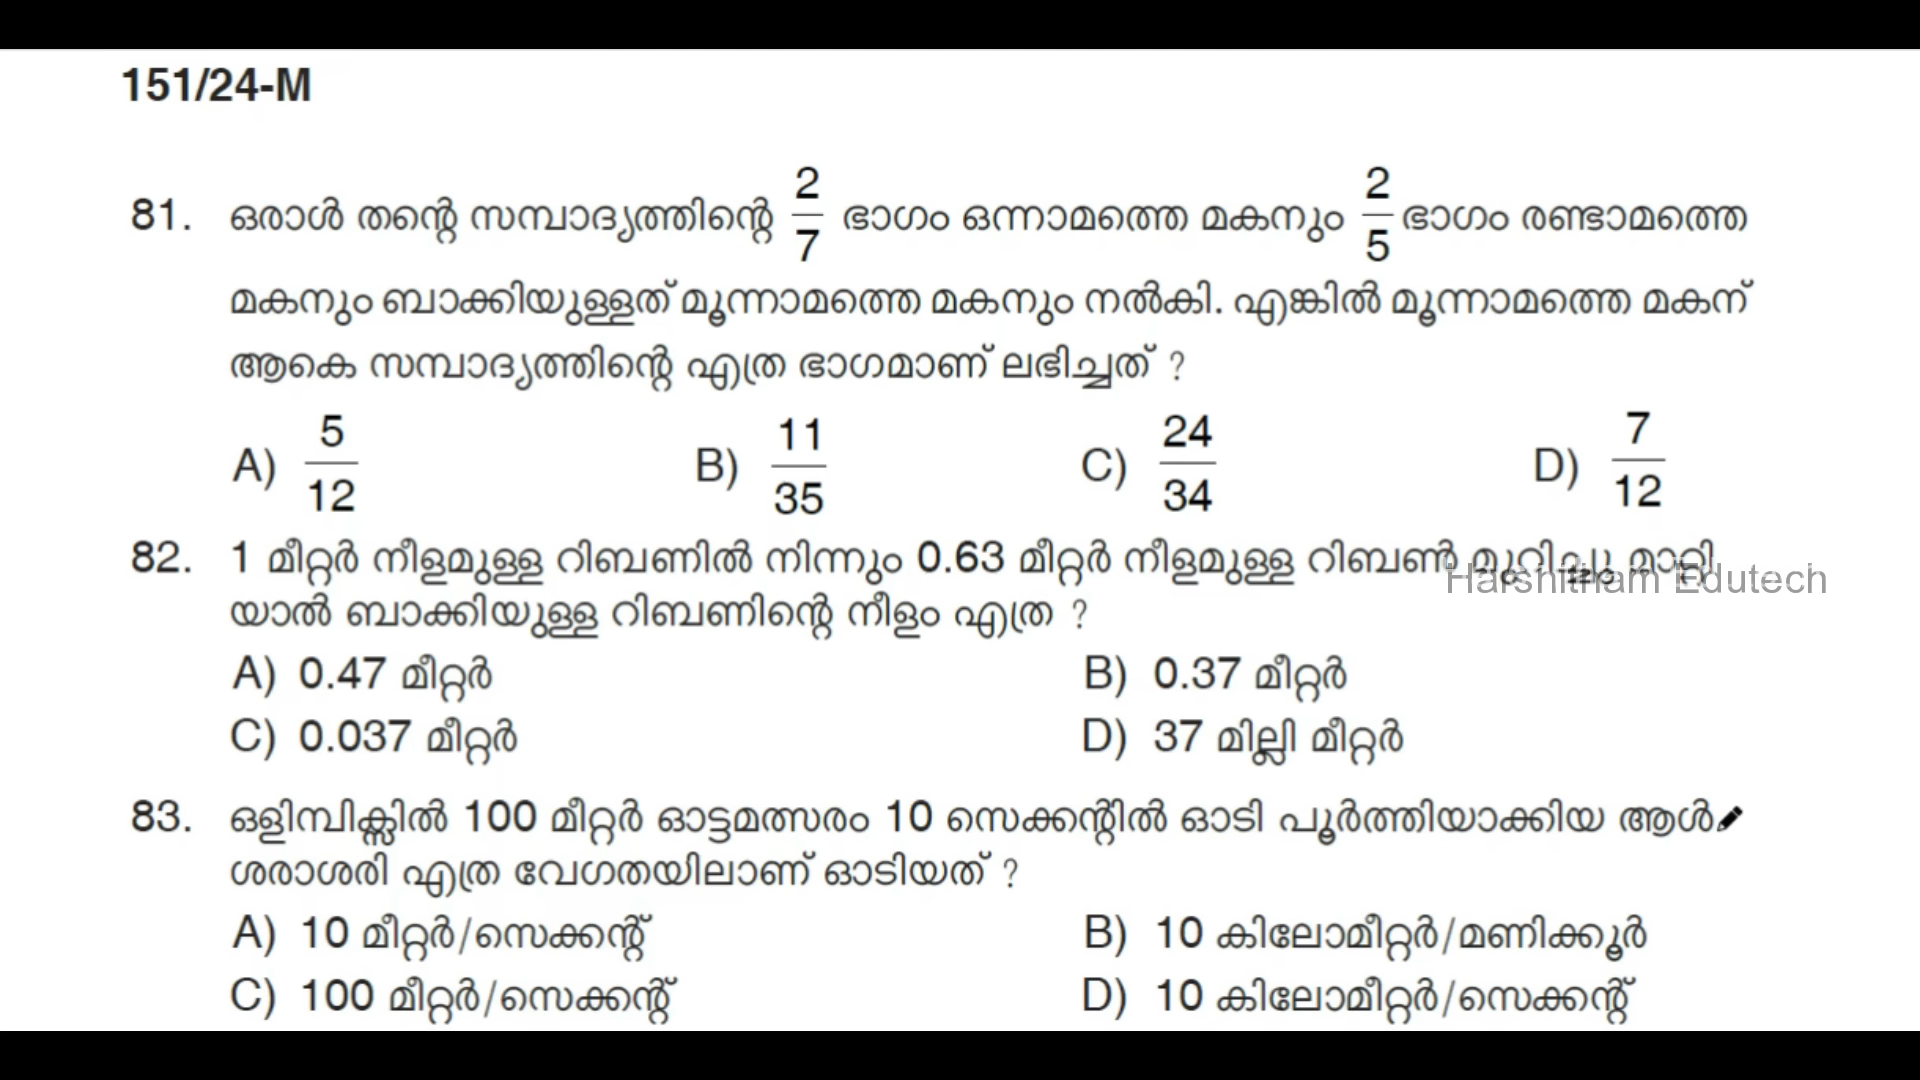 151/24-M
81. ഒരാൾ തന്റെ സമ്പാദ്യത്തിന്റെ 2/7 ഭാഗം ഒന്നാമത്തെ മകനും 2/5 ഭാഗം രണ്ടാമത്തെ
മകനും ബാക്കിയുള്ളത് മൂന്നാമത്തെ മകനും നൽകി. എങ്കിൽ മൂന്നാമത്തെ മകന്
ആകെ സമ്പാദ്യത്തിന്റെ എത്ര ഭാഗമാണ് ലഭിച്ചത് ?
A) 5/12 B) 11/35 C) 24/34 D) 7/12
82. 1 മീറ്റർ നീളമുള്ള റിബണിൽ നിന്നും 0.63 മീറ്റർ നീളമുള്ള റിബൺ മുറിച്ചു മാറ്റി
Harshitham Edutech
യാൽ ബാക്കിയുള്ള റിബണിന്റെ നീളം എത്ര ?
A) 0.47 മീറ്റർ B) 0.37 മീറ്റർ
C) 0.037 മീറ്റർ D) 37 മില്ലി മീറ്റർ
83. ഒളിമ്പിക്സിൽ 100 മീറ്റർ ഓട്ടമത്സരം 10 സെക്കന്റിൽ ഓടി പൂർത്തിയാക്കിയ ആൾ
ശരാശരി എത്ര വേഗതയിലാണ് ഓടിയത് ?
A) 10 മീറ്റർ/സെക്കന്റ് B) 10 കിലോമീറ്റർ/മണിക്കൂർ
C) 100 മീറ്റർ/സെക്കന്റ് D) 10 കിലോമീറ്റർ/സെക്കന്റ്